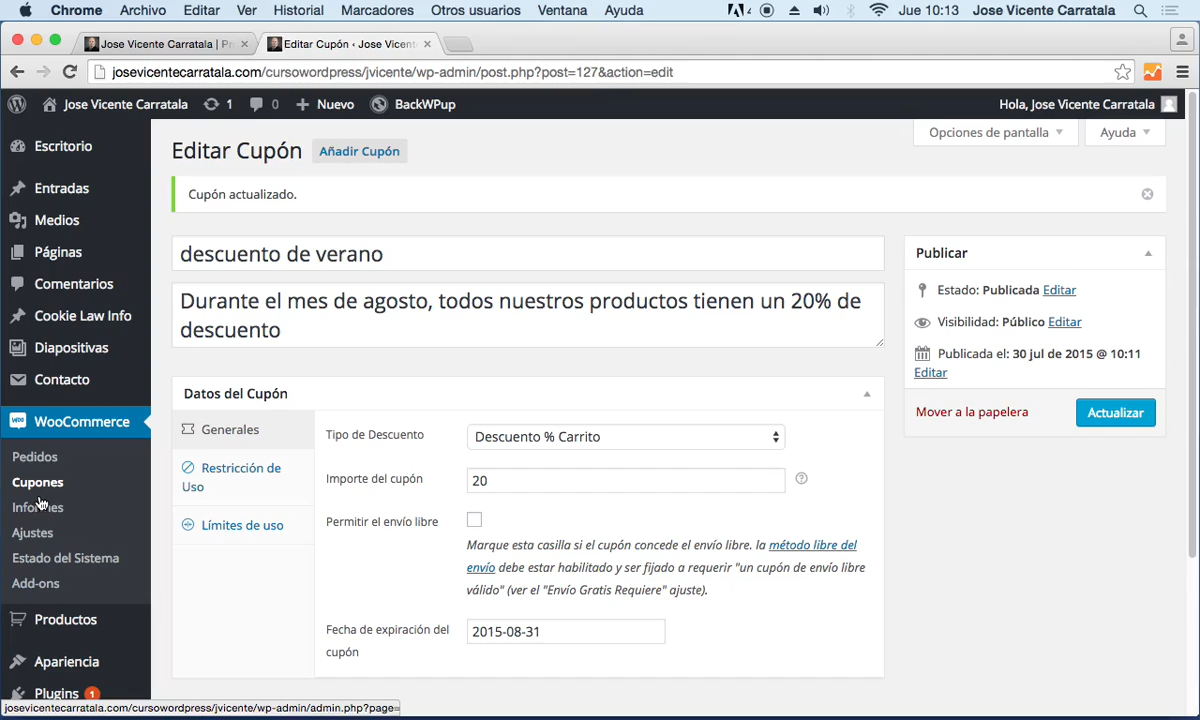 Chrome Archivo Editar Ver Historial Marcadores Otros usuarios Ventana Ayuda 4 Jue 10:13 Jose Vicente Carratala
Jose Vicente Carratala | Pr Editar Cupón ‹ Jose Vicent
josevicentecarratala.com/cursowordpress/jvicente/wp-admin/post.php?post=127&action=edit
Jose Vicente Carratala 1 0 Nuevo BackWPup Hola, Jose Vicente Carratala
Opciones de pantalla Ayuda
Escritorio
Entradas
Medios
Páginas
Comentarios
Cookie Law Info
Diapositivas
Contacto
WooCommerce
Pedidos
Cupones
Informes
Ajustes
Estado del Sistema
Add-ons
Productos
Apariencia
Plugins 1
Editar Cupón Añadir Cupón
Cupón actualizado.
descuento de verano
Durante el mes de agosto, todos nuestros productos tienen un 20% de
descuento
Datos del Cupón
Generales
Restricción de
Uso
Límites de uso
Tipo de Descuento Descuento % Carrito
Importe del cupón 20
Permitir el envío libre
Marque esta casilla si el cupón concede el envío libre. la método libre del
envío debe estar habilitado y ser fijado a requerir "un cupón de envío libre
válido" (ver el "Envío Gratis Requiere" ajuste).
Fecha de expiración del
cupón
2015-08-31
Publicar
Estado: Publicada Editar
Visibilidad: Público Editar
Publicada el: 30 jul de 2015 @ 10:11
Editar
Mover a la papelera Actualizar
josevicentecarratala.com/cursowordpress/jvicente/wp-admin/admin.php?page=